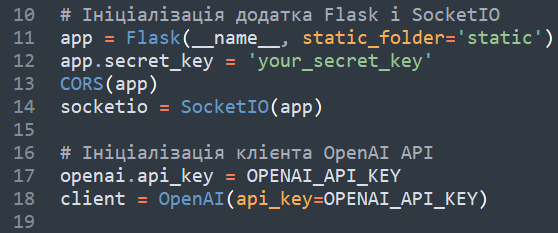 10 # Ініціалізація додатка Flask і SocketIO
11 app = Flask(__name__, static_folder='static')
12 app.secret_key = 'your_secret_key'
13 CORS(app)
14 socketio = SocketIO(app)
15
16 # Ініціалізація клієнта OpenAI API
17 openai.api_key = OPENAI_API_KEY
18 client = OpenAI(api_key=OPENAI_API_KEY)
19